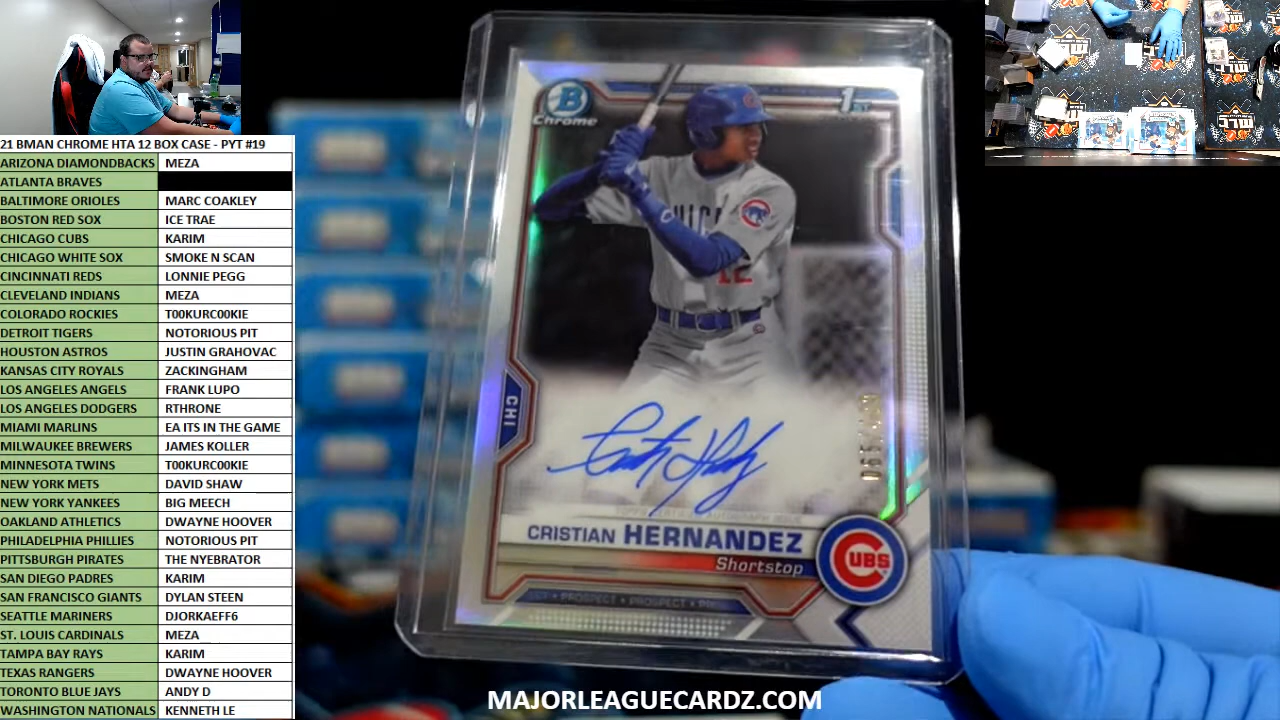 21 BMAN CHROME HTA 12 BOX CASE - PYT #19
ARIZONA DIAMONDBACKS MEZA
ATLANTA BRAVES
BALTIMORE ORIOLES MARC COAKLEY
BOSTON RED SOX ICE TRAE
CHICAGO CUBS KARIM
CHICAGO WHITE SOX SMOKE N SCAN
CINCINNATI REDS LONNIE PEGG
CLEVELAND INDIANS MEZA
COLORADO ROCKIES T00KURC00KIE
DETROIT TIGERS NOTORIOUS PIT
HOUSTON ASTROS JUSTIN GRAHOVAC
KANSAS CITY ROYALS ZACKINGHAM
LOS ANGELES ANGELS FRANK LUPO
LOS ANGELES DODGERS RTHRONE
MIAMI MARLINS EA ITS IN THE GAME
MILWAUKEE BREWERS JAMES KOLLER
MINNESOTA TWINS T00KURC00KIE
NEW YORK METS DAVID SHAW
NEW YORK YANKEES BIG MEECH
OAKLAND ATHLETICS DWAYNE HOOVER
PHILADELPHIA PHILLIES NOTORIOUS PIT
PITTSBURGH PIRATES THE NYEBRATOR
SAN DIEGO PADRES KARIM
SAN FRANCISCO GIANTS DYLAN STEEN
SEATTLE MARINERS DJORKAEFF6
ST. LOUIS CARDINALS MEZA
TAMPA BAY RAYS KARIM
TEXAS RANGERS DWAYNE HOOVER
TORONTO BLUE JAYS ANDY D
WASHINGTON NATIONALS KENNETH LE
B
Chrome
1ST
12
CHI
CRISTIAN HERNANDEZ
Shortstop
CUBS
PROSPECT • PROSPECT
MAJORLEAGUECARDZ.COM